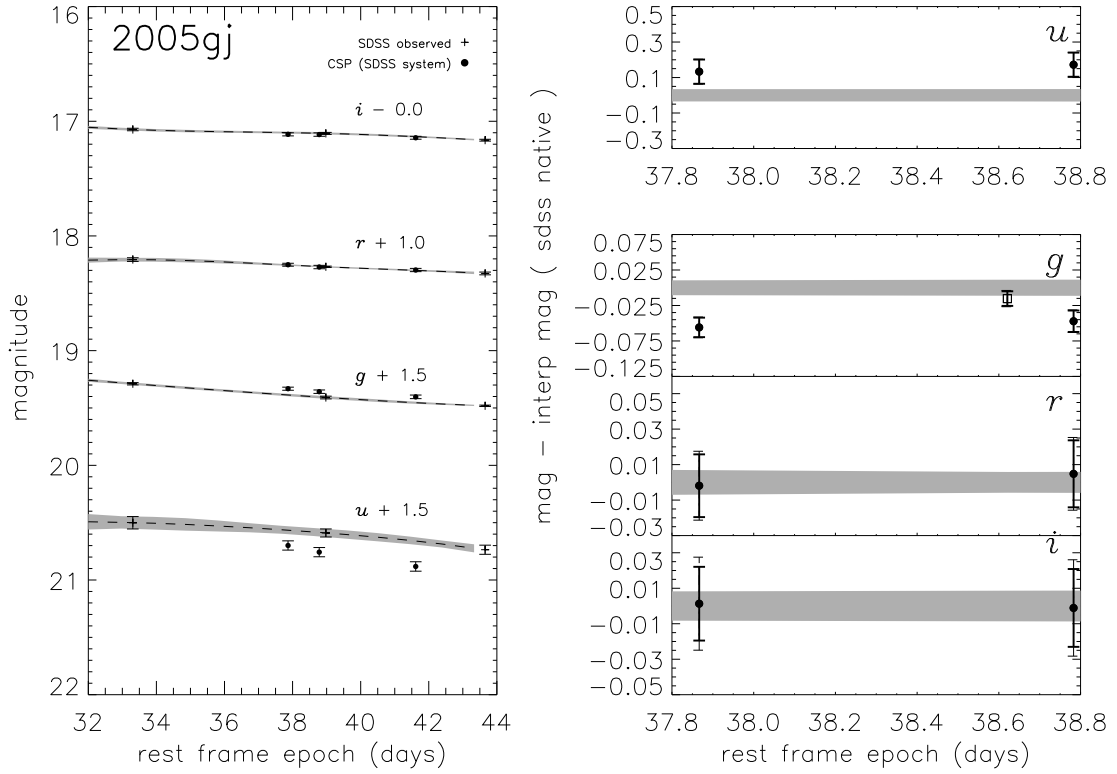 2005gj
SDSS observed +
CSP (SDSS system) ●
i − 0.0
r + 1.0
g + 1.5
u + 1.5
magnitude
16
17
18
19
20
21
22
32 34 36 38 40 42 44
rest frame epoch (days)
mag − interp mag ( sdss native)
u
0.5
0.3
0.1
−0.1
−0.3
37.8 38.0 38.2 38.4 38.6 38.8
g
0.075
0.025
−0.025
−0.075
−0.125
r
0.05
0.03
0.01
−0.01
−0.03
i
0.03
0.01
−0.01
−0.03
−0.05
37.8 38.0 38.2 38.4 38.6 38.8
rest frame epoch (days)